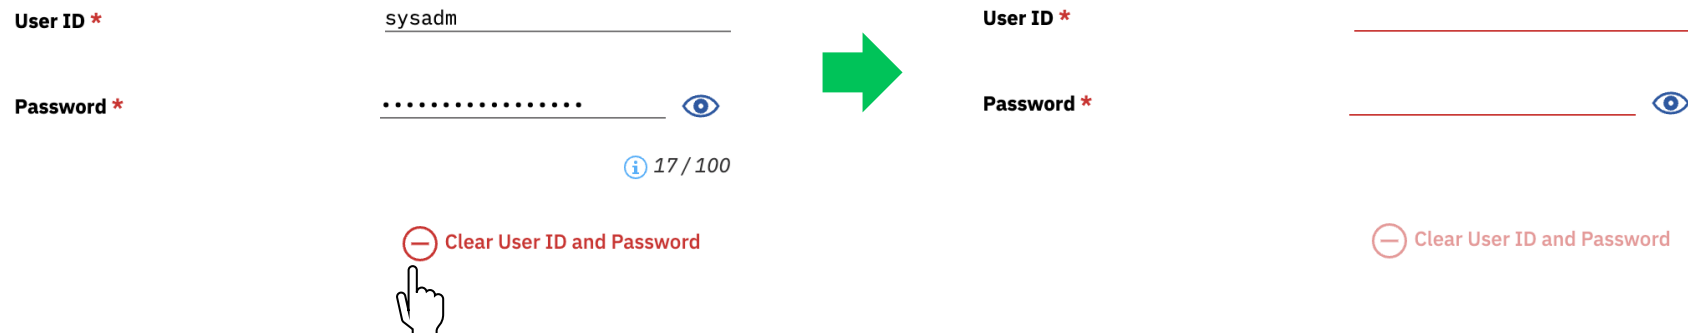 User ID *
sysadm
Password *
•••••••••••••••••
17 / 100
Clear User ID and Password
User ID *
Password *
Clear User ID and Password